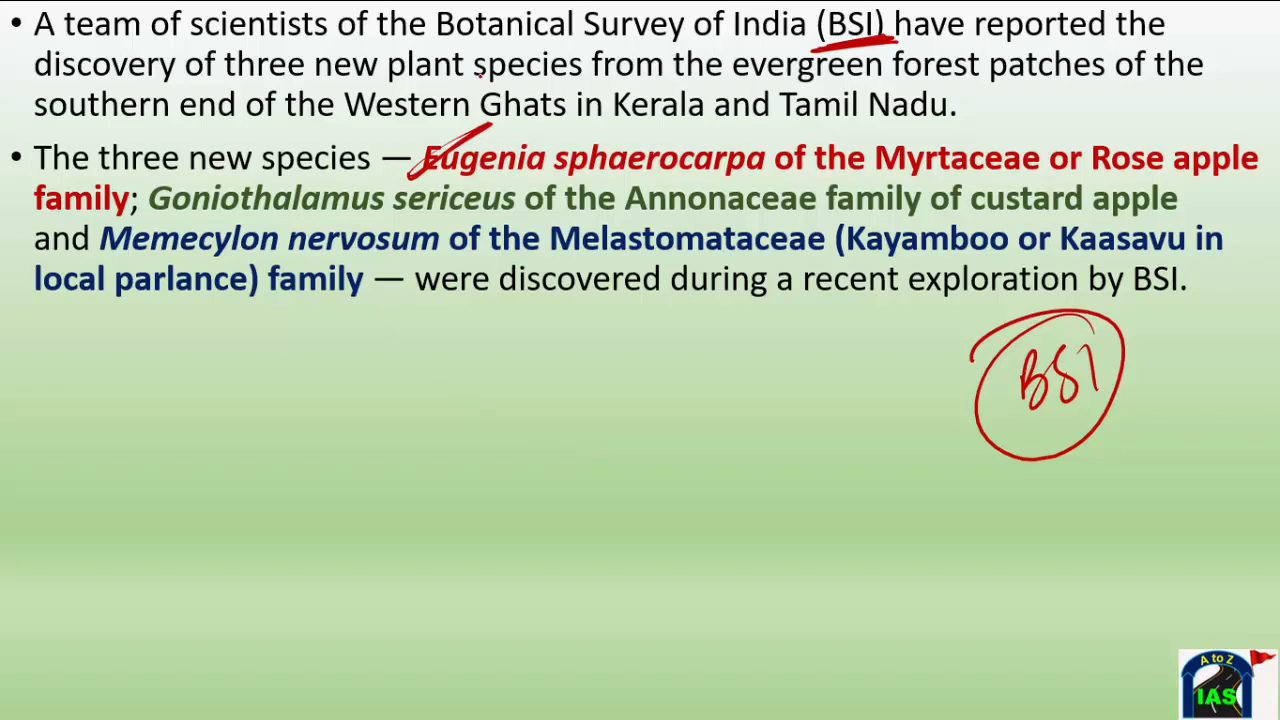 • A team of scientists of the Botanical Survey of India (BSI) have reported the
discovery of three new plant species from the evergreen forest patches of the
southern end of the Western Ghats in Kerala and Tamil Nadu.
• The three new species — Eugenia sphaerocarpa of the Myrtaceae or Rose apple
family; Goniothalamus sericeus of the Annonaceae family of custard apple
and Memecylon nervosum of the Melastomataceae (Kayamboo or Kaasavu in
local parlance) family — were discovered during a recent exploration by BSI.
BSI
A to Z
IAS